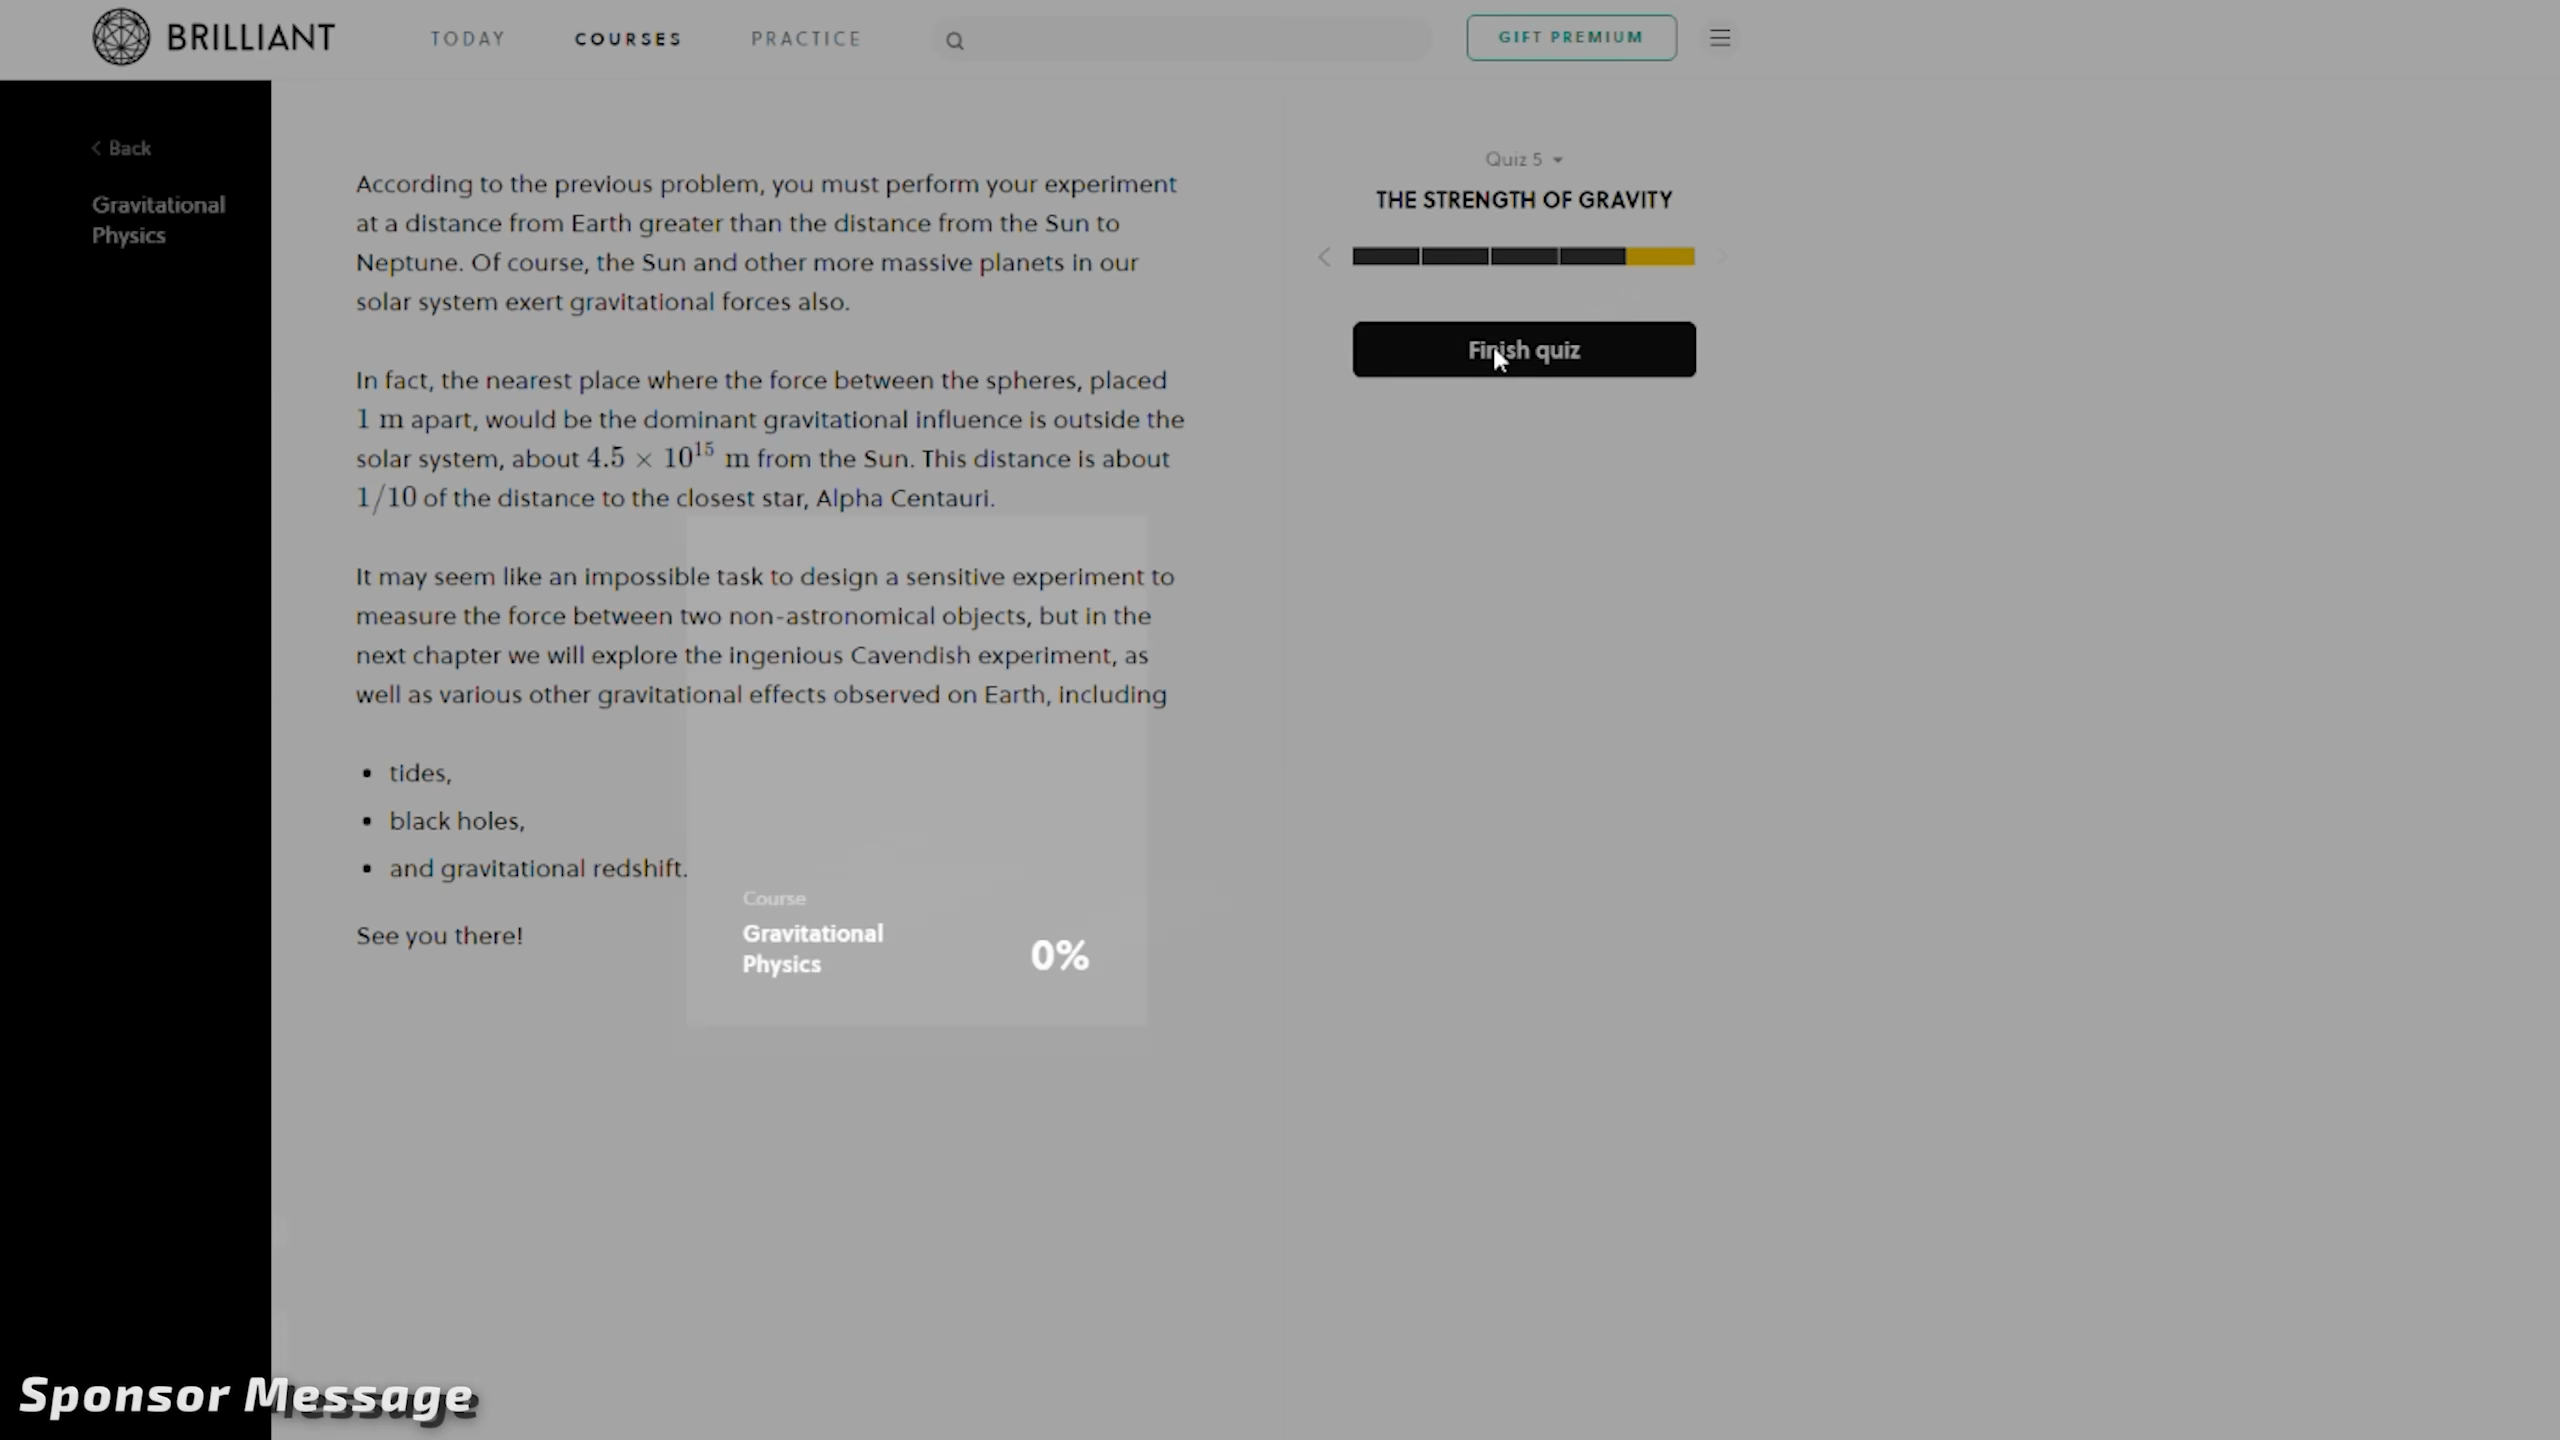 BRILLIANT
TODAY
COURSES
PRACTICE
GIFT PREMIUM
< Back
Gravitational
Physics
According to the previous problem, you must perform your experiment
at a distance from Earth greater than the distance from the Sun to
Neptune. Of course, the Sun and other more massive planets in our
solar system exert gravitational forces also.
In fact, the nearest place where the force between the spheres, placed
1 m apart, would be the dominant gravitational influence is outside the
solar system, about 4.5 × 10¹⁵ m from the Sun. This distance is about
1/10 of the distance to the closest star, Alpha Centauri.
It may seem like an impossible task to design a sensitive experiment to
measure the force between two non-astronomical objects, but in the
next chapter we will explore the ingenious Cavendish experiment, as
well as various other gravitational effects observed on Earth, including
• tides,
• black holes,
• and gravitational redshift.
See you there!
Quiz 5
THE STRENGTH OF GRAVITY
Finish quiz
Course
Gravitational
Physics
0%
Sponsor Message